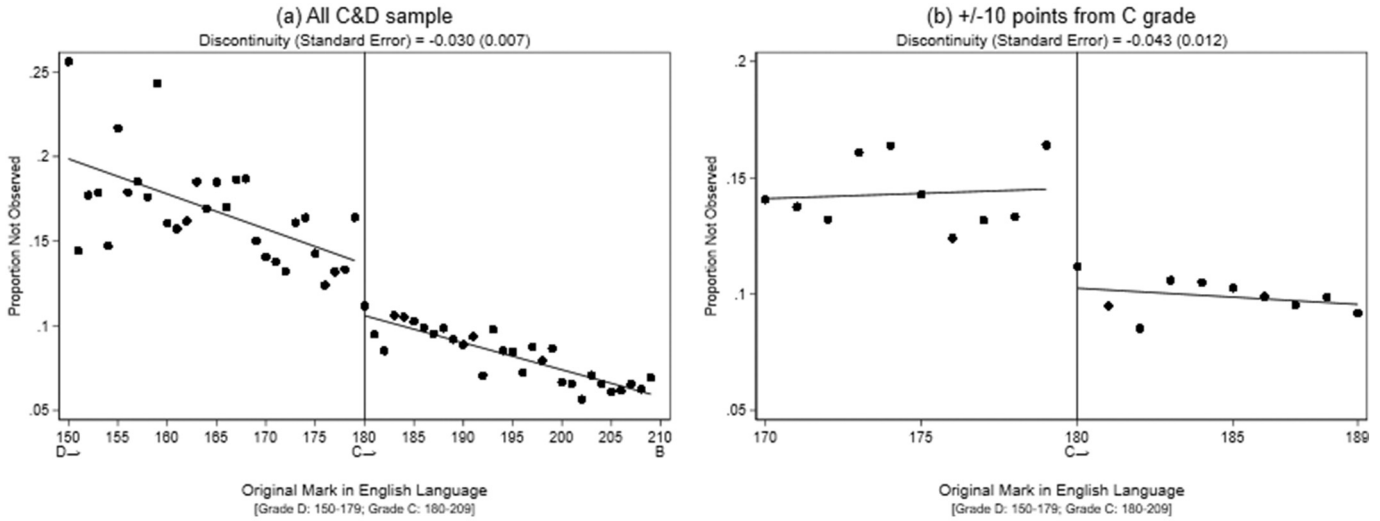 (a) All C&D sample
Discontinuity (Standard Error) = -0.030 (0.007)
Proportion Not Observed
.25
.2
.15
.1
.05
150 155 160 165 170 175 180 185 190 195 200 205 210
D C B
Original Mark in English Language
[Grade D: 150-179; Grade C: 180-209]
(b) +/-10 points from C grade
Discontinuity (Standard Error) = -0.043 (0.012)
Proportion Not Observed
.2
.15
.1
.05
170 175 180 185 189
C
Original Mark in English Language
[Grade D: 150-179; Grade C: 180-209]